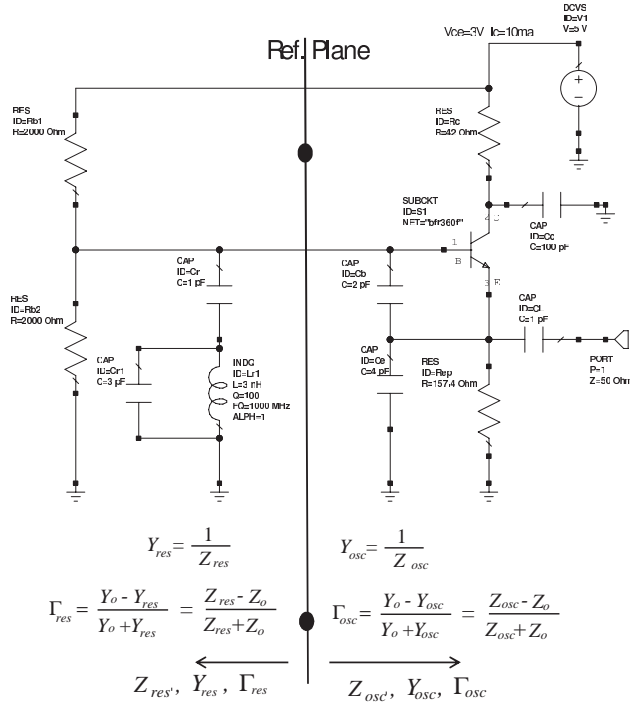 DCVS
ID=V1
V=5 V
Vce=3V Ic=10ma
Ref. Plane
RES
ID=Rb1
R=2000 Ohm
RES
ID=Rc
R=42 Ohm
SUBCKT
ID=S1
NET="bfr360f"
CAP
ID=Cc
C=100 pF
1
B
3 E
CAP
ID=Cr
C=1 pF
CAP
ID=Cb
C=2 pF
RES
ID=Rb2
R=2000 Ohm
CAP
ID=Cr1
C=3 pF
INDQ
ID=Lr1
L=3 nH
Q=100
FQ=1000 MHz
ALPH=1
CAP
ID=Ce
C=4 pF
RES
ID=Rep
R=157.4 Ohm
CAP
ID=Cl
C=1 pF
PORT
P=1
Z=50 Ohm
Y_res = 1 / Z_res
Y_osc = 1 / Z_osc
Γ_res = (Y_o - Y_res) / (Y_o + Y_res) = (Z_res - Z_o) / (Z_res + Z_o)
Γ_osc = (Y_o - Y_osc) / (Y_o + Y_osc) = (Z_osc - Z_o) / (Z_osc + Z_o)
Z_res, Y_res, Γ_res
Z_osc, Y_osc, Γ_osc